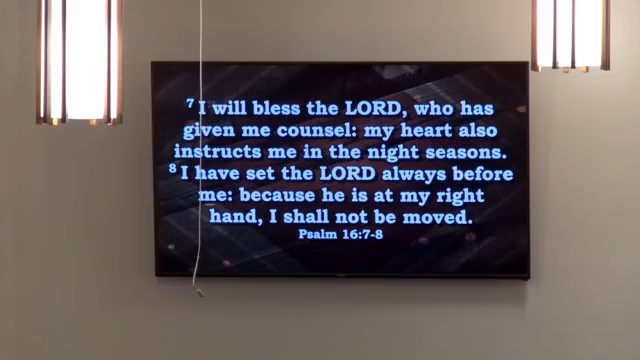 7 I will bless the LORD, who has
given me counsel: my heart also
instructs me in the night seasons.
8 I have set the LORD always before
me: because he is at my right
hand, I shall not be moved.
Psalm 16:7-8